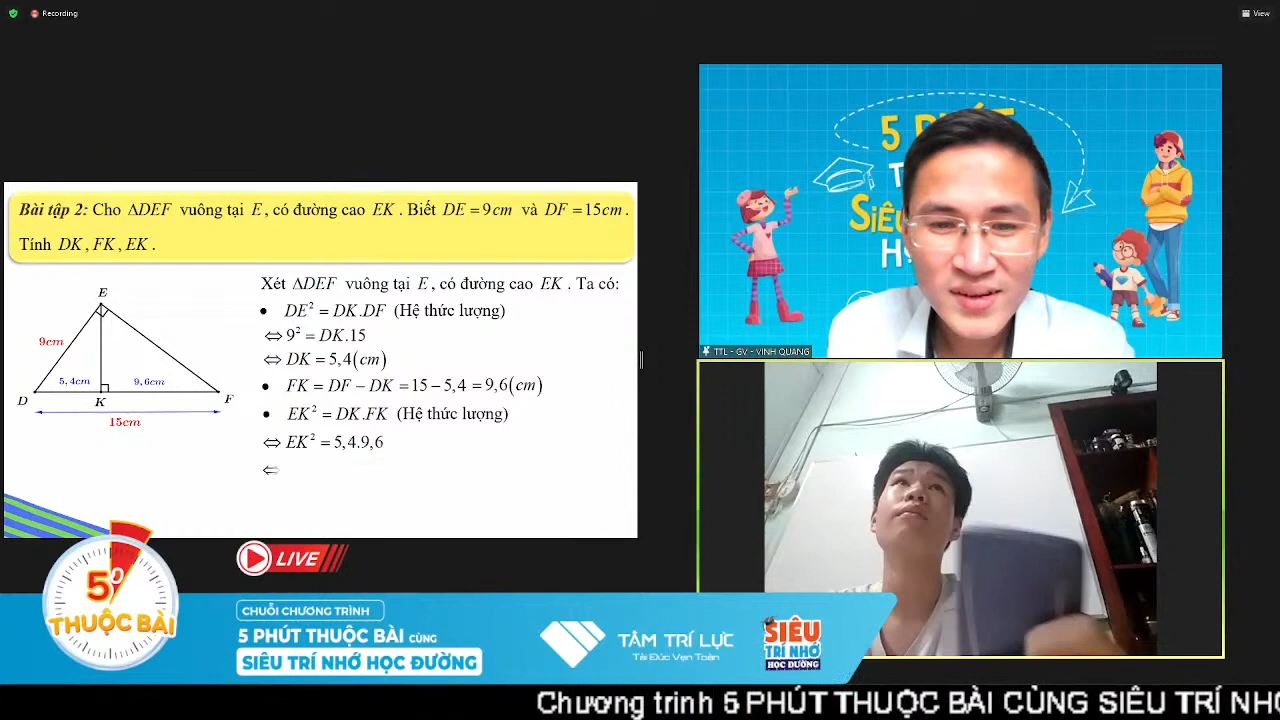 Recording
View
Bài tập 2: Cho ΔDEF vuông tại E, có đường cao EK. Biết DE = 9cm và DF = 15cm.
Tính DK, FK, EK.
Xét ΔDEF vuông tại E, có đường cao EK. Ta có:
• DE² = DK.DF (Hệ thức lượng)
⇔ 9² = DK.15
⇔ DK = 5,4(cm)
• FK = DF − DK = 15 − 5,4 = 9,6(cm)
• EK² = DK.FK (Hệ thức lượng)
⇔ EK² = 5,4.9,6
⇐
E
9cm
5,4cm
9,6cm
D
K
F
15cm
5 PHÚT
TTL - GV - VINH QUANG
5'
THUỘC BÀI
LIVE
CHUỖI CHƯƠNG TRÌNH
5 PHÚT THUỘC BÀI CÙNG
SIÊU TRÍ NHỚ HỌC ĐƯỜNG
TÂM TRÍ LỰC
Tài Đức Vẹn Toàn
SIÊU
TRÍ NHỚ
HỌC ĐƯỜNG
Chương trình 5 PHÚT THUỘC BÀI CÙNG SIÊU TRÍ NHỚ